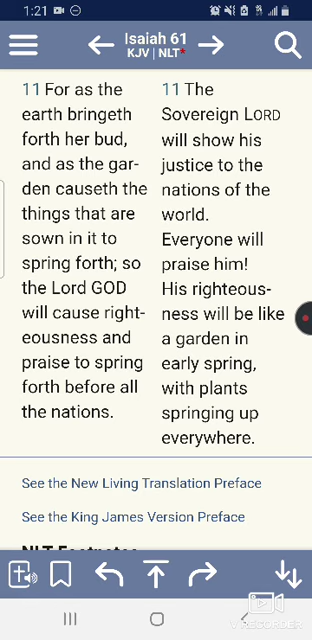 1:21
Isaiah 61
KJV | NLT*
11 For as the
earth bringeth
forth her bud,
and as the gar-
den causeth the
things that are
sown in it to
spring forth; so
the Lord GOD
will cause right-
eousness and
praise to spring
forth before all
the nations.
11 The
Sovereign LORD
will show his
justice to the
nations of the
world.
Everyone will
praise him!
His righteous-
ness will be like
a garden in
early spring,
with plants
springing up
everywhere.
See the New Living Translation Preface
See the King James Version Preface
NLT Footnotes
V RECORDER